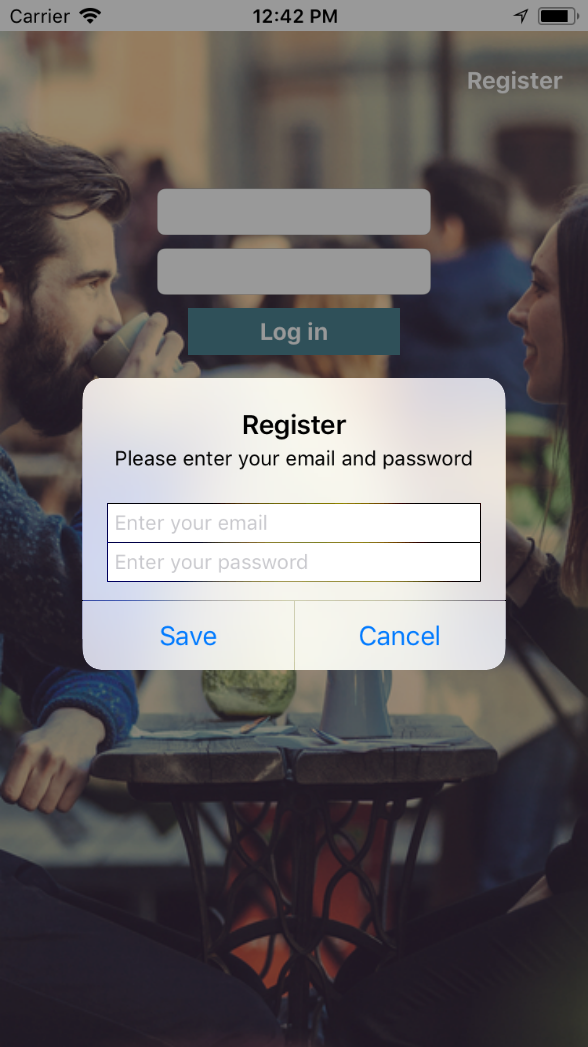 Carrier 12:42 PM
Register
Log in
Register
Please enter your email and password
Enter your email
Enter your password
Save Cancel